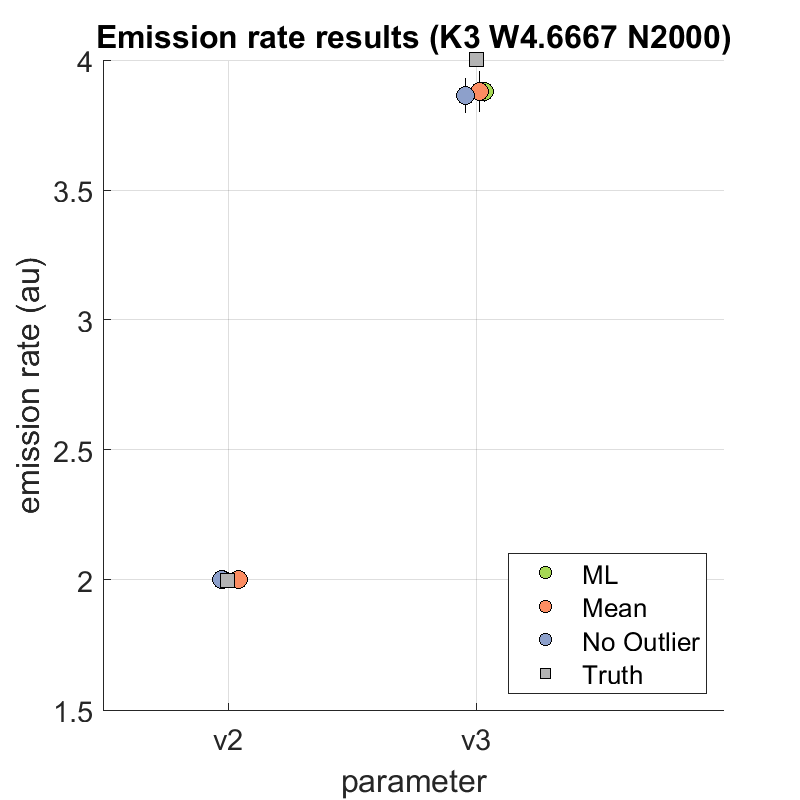 Emission rate results (K3 W4.6667 N2000)
4
3.5
3
2.5
2
1.5
emission rate (au)
v2
v3
parameter
ML
Mean
No Outlier
Truth